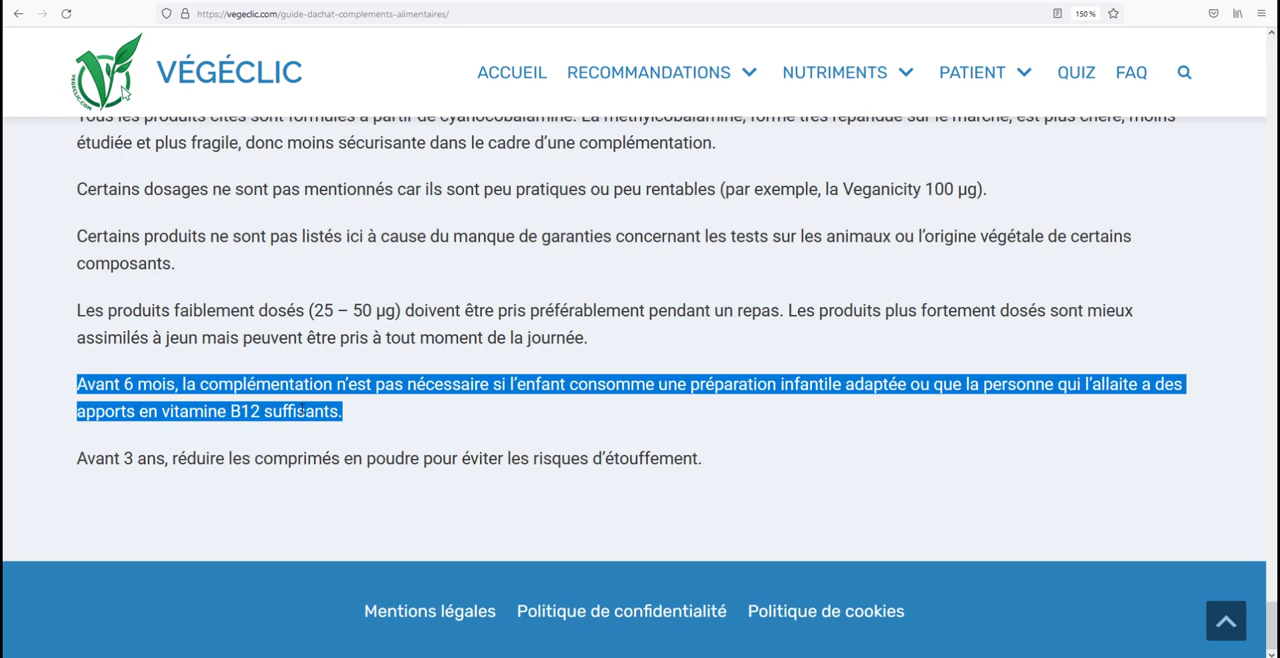 https://vegeclic.com/guide-dachat-complements-alimentaires/
150 %
VÉGÉCLIC
ACCUEIL RECOMMANDATIONS NUTRIMENTS PATIENT QUIZ FAQ
VEGECLIC.COM
Tous les produits cités sont formulés à partir de cyanocobalamine. La méthylcobalamine, forme très répandue sur le marché, est plus chère, moins
étudiée et plus fragile, donc moins sécurisante dans le cadre d’une complémentation.
Certains dosages ne sont pas mentionnés car ils sont peu pratiques ou peu rentables (par exemple, la Veganicity 100 µg).
Certains produits ne sont pas listés ici à cause du manque de garanties concernant les tests sur les animaux ou l’origine végétale de certains
composants.
Les produits faiblement dosés (25 – 50 µg) doivent être pris préférablement pendant un repas. Les produits plus fortement dosés sont mieux
assimilés à jeun mais peuvent être pris à tout moment de la journée.
Avant 6 mois, la complémentation n’est pas nécessaire si l’enfant consomme une préparation infantile adaptée ou que la personne qui l’allaite a des
apports en vitamine B12 suffisants.
Avant 3 ans, réduire les comprimés en poudre pour éviter les risques d’étouffement.
Mentions légales Politique de confidentialité Politique de cookies